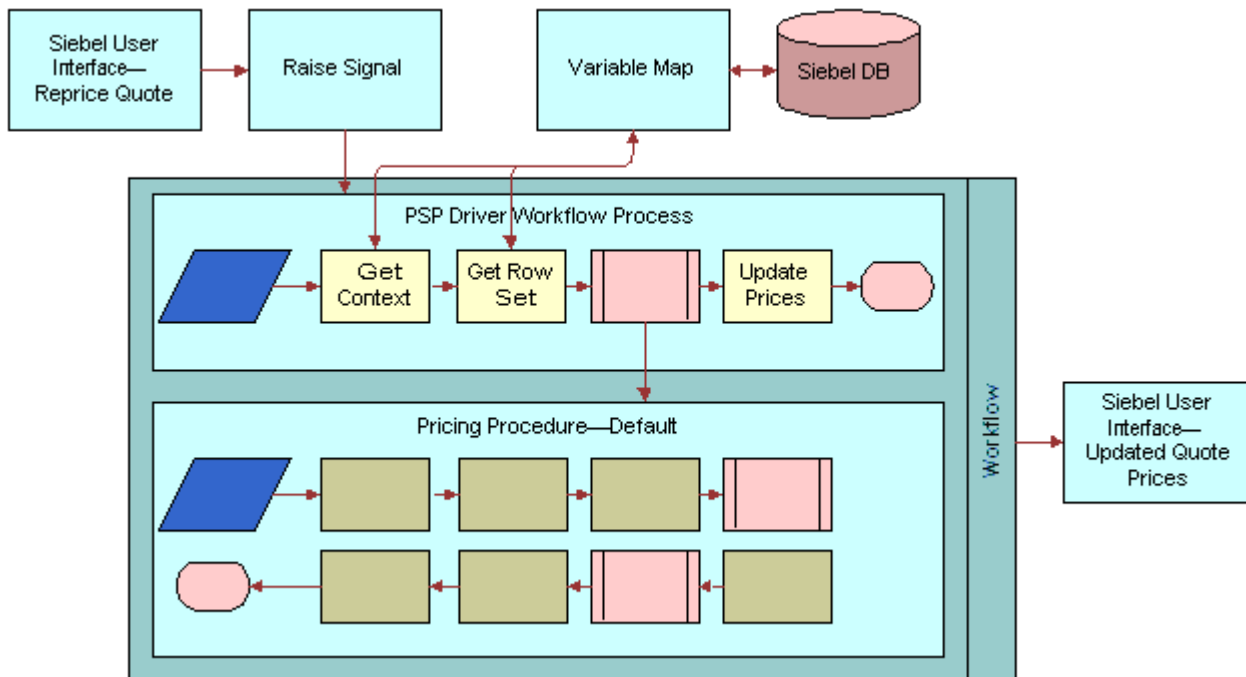 Siebel User
Interface—
Reprice Quote
Raise Signal
Variable Map
Siebel DB
PSP Driver Workflow Process
Get
Context
Get Row
Set
Update
Prices
Pricing Procedure—Default
Workflow
Siebel User
Interface—
Updated Quote
Prices